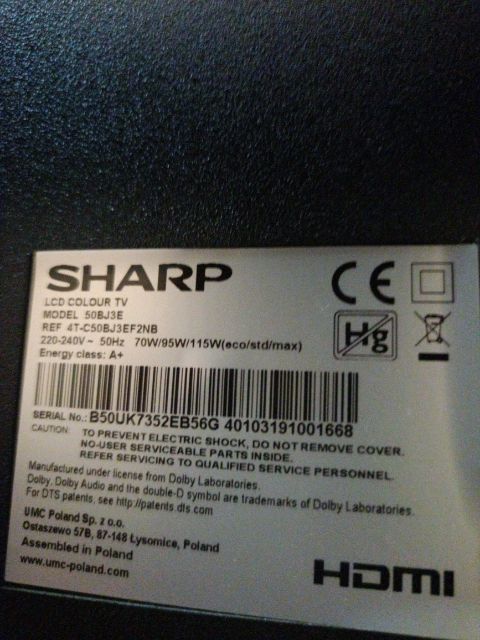 SHARP
LCD COLOUR TV
MODEL 50BJ3E
REF 4T-C50BJ3EF2NB
220-240V~ 50Hz 70W/95W/115W(eco/std/max)
Energy class: A+
CE
Hg
SERIAL No.: B50UK7352EB56G 40103191001668
CAUTION: TO PREVENT ELECTRIC SHOCK, DO NOT REMOVE COVER.
NO-USER SERVICEABLE PARTS INSIDE.
REFER SERVICING TO QUALIFIED SERVICE PERSONNEL.
Manufactured under license from Dolby Laboratories.
Dolby, Dolby Audio and the double-D symbol are trademarks of Dolby Laboratories.
For DTS patents, see http://patents.dts.com
UMC Poland Sp. z o.o.
Ostaszewo 57B, 87-148 Łysomice, Poland
Assembled in Poland
www.umc-poland.com
HDMI